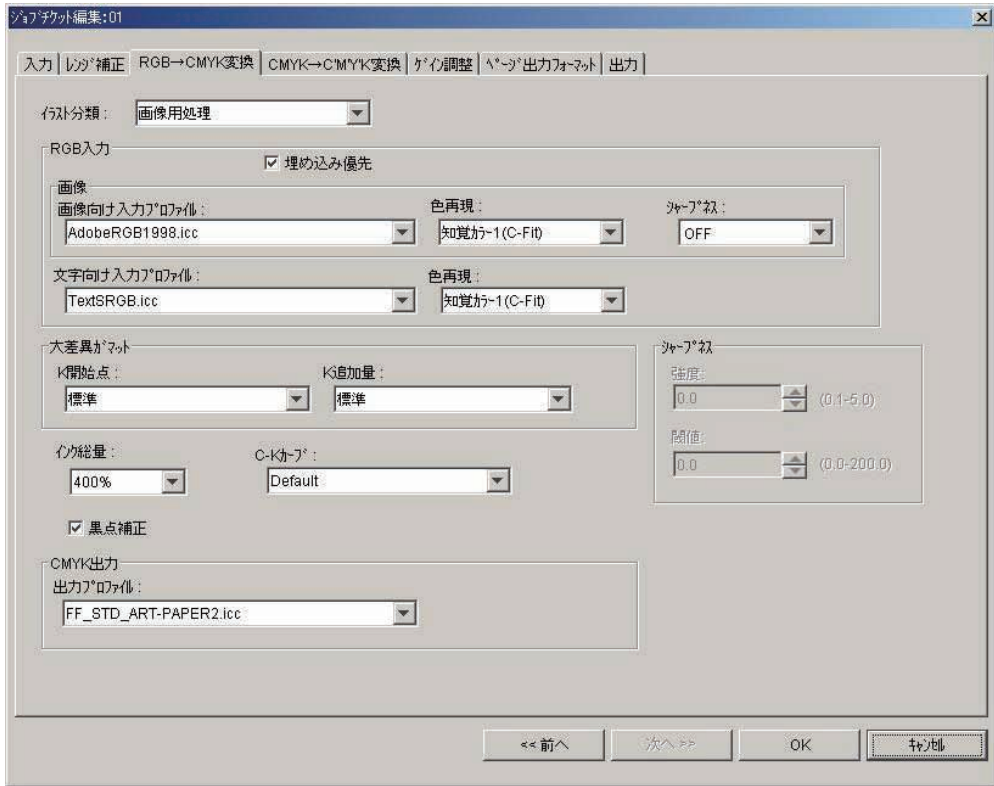 ｼﾞｮﾌﾞﾁｹｯﾄ編集:01
入力 ﾚﾝｼﾞ補正 RGB→CMYK変換 CMYK→C'M'Y'K'変換 ｹﾞｲﾝ調整 ﾍﾟｰｼﾞ出力ﾌｫｰﾏｯﾄ 出力
ｲﾗｽﾄ分類： 画像用処理
RGB入力
埋め込み優先
画像
画像向け入力ﾌﾟﾛﾌｧｲﾙ： 色再現： ｼｬｰﾌﾟﾈｽ：
AdobeRGB1998.icc 知覚ｶﾗｰ1(C-Fit) OFF
文字向け入力ﾌﾟﾛﾌｧｲﾙ： 色再現：
TextSRGB.icc 知覚ｶﾗｰ1(C-Fit)
大差異ｶﾞﾏｯﾄ ｼｬｰﾌﾟﾈｽ
K開始点： K追加量： 強度:
標準 標準 0.0 (0.1-5.0)
ｲﾝｸ総量： C-Kｶｰﾌﾞ： 閾値:
400% Default 0.0 (0.0-200.0)
黒点補正
CMYK出力
出力ﾌﾟﾛﾌｧｲﾙ：
FF_STD_ART-PAPER2.icc
<<前へ 次へ>> OK ｷｬﾝｾﾙ